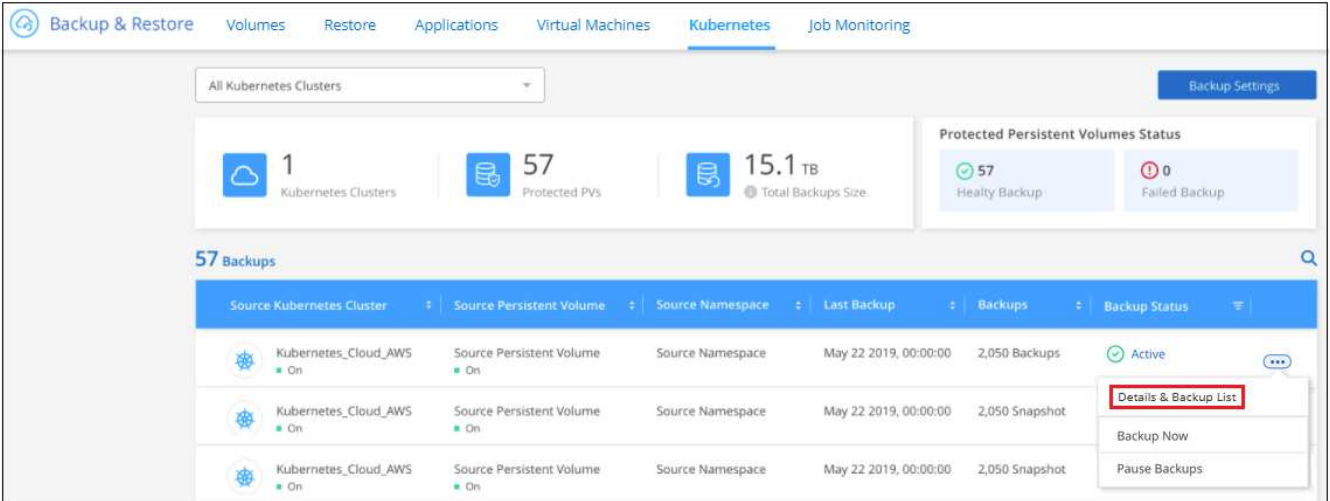 Backup & Restore Volumes Restore Applications Virtual Machines Kubernetes Job Monitoring
All Kubernetes Clusters
Backup Settings
1
Kubernetes Clusters
57
Protected PVs
15.1 TB
Total Backups Size
Protected Persistent Volumes Status
57
Healty Backup
0
Failed Backup
57 Backups
Source Kubernetes Cluster Source Persistent Volume Source Namespace Last Backup Backups Backup Status
Kubernetes_Cloud_AWS Source Persistent Volume Source Namespace May 22 2019, 00:00:00 2,050 Backups Active
On On
Kubernetes_Cloud_AWS Source Persistent Volume Source Namespace May 22 2019, 00:00:00 2,050 Snapshot
On On
Kubernetes_Cloud_AWS Source Persistent Volume Source Namespace May 22 2019, 00:00:00 2,050 Snapshot
On On
Details & Backup List
Backup Now
Pause Backups